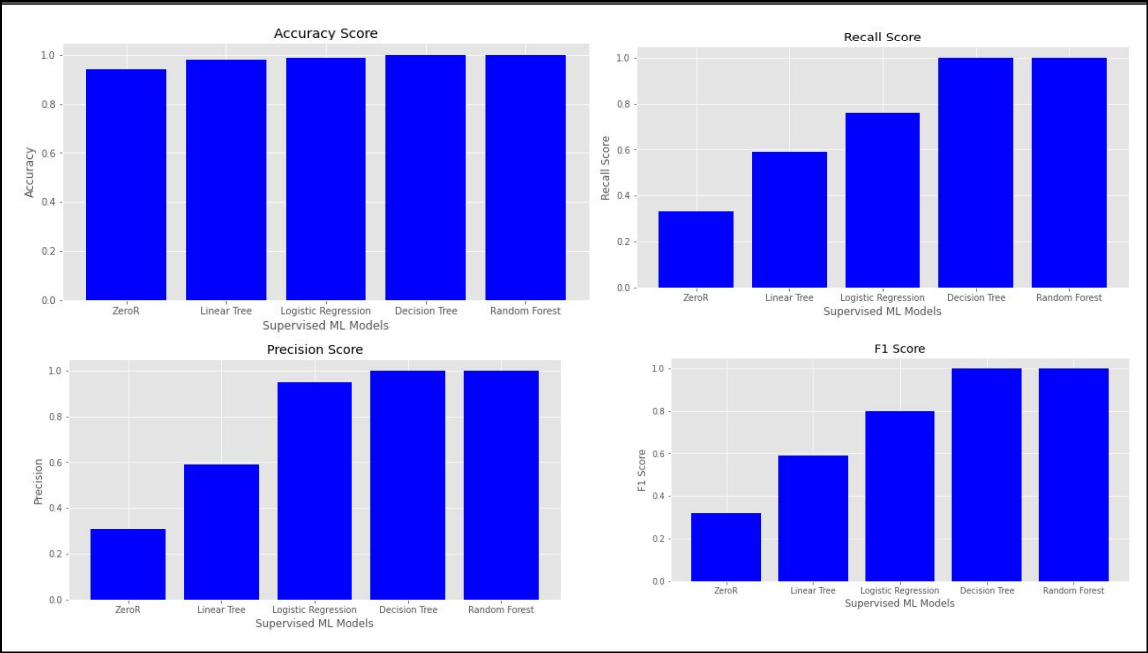 Accuracy Score
1.0
0.8
0.6
0.4
0.2
0.0
Accuracy
ZeroR Linear Tree Logistic Regression Decision Tree Random Forest
Supervised ML Models
Recall Score
1.0
0.8
0.6
0.4
0.2
0.0
Recall Score
ZeroR Linear Tree Logistic Regression Decision Tree Random Forest
Supervised ML Models
Precision Score
1.0
0.8
0.6
0.4
0.2
0.0
Precision
ZeroR Linear Tree Logistic Regression Decision Tree Random Forest
Supervised ML Models
F1 Score
1.0
0.8
0.6
0.4
0.2
0.0
F1 Score
ZeroR Linear Tree Logistic Regression Decision Tree Random Forest
Supervised ML Models